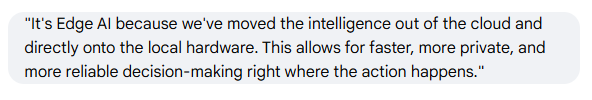 "It's Edge AI because we've moved the intelligence out of the cloud and
directly onto the local hardware. This allows for faster, more private, and
more reliable decision-making right where the action happens."